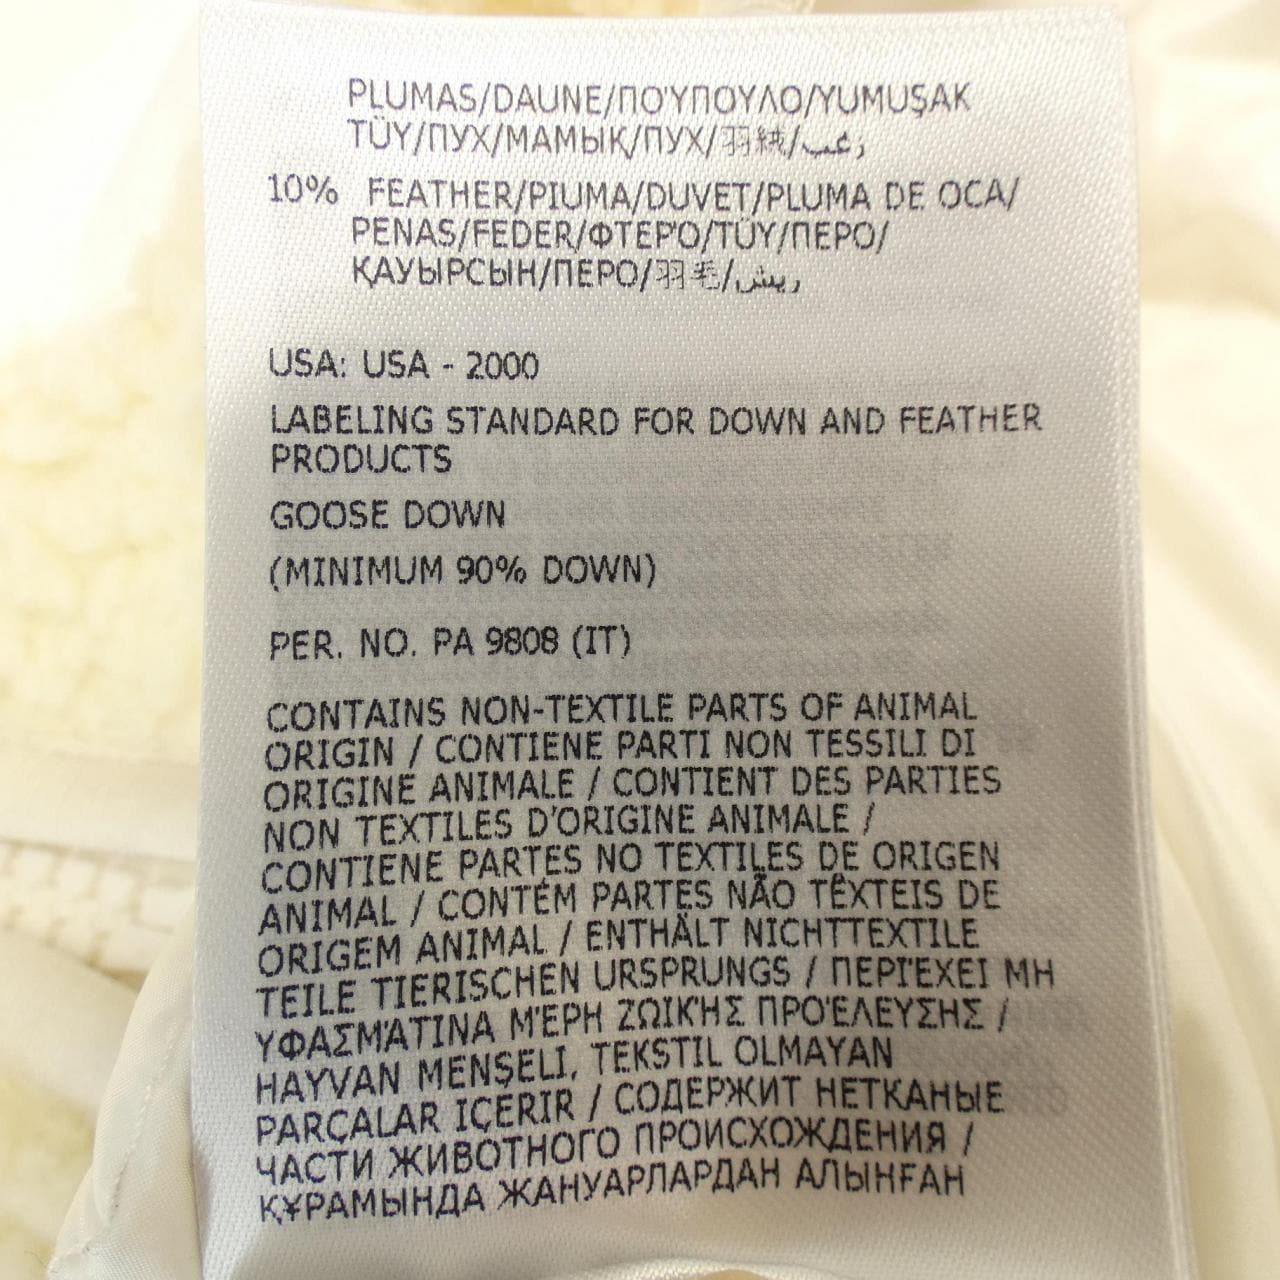 PLUMAS/DAUNE/ΠΟΎΠΟΥΛΟ/YUMUŞAK
TÜY/ПУХ/МАМЫҚ/ПУХ/羽絨/زغب
10% FEATHER/PIUMA/DUVET/PLUMA DE OCA/
PENAS/FEDER/ΦΤΕΡΌ/TÜY/ПЕРО/
ҚАУЫРСЫН/ПЕРО/羽毛/ريش
USA: USA - 2000
LABELING STANDARD FOR DOWN AND FEATHER
PRODUCTS
GOOSE DOWN
(MINIMUM 90% DOWN)
PER. NO. PA 9808 (IT)
CONTAINS NON-TEXTILE PARTS OF ANIMAL
ORIGIN / CONTIENE PARTI NON TESSILI DI
ORIGINE ANIMALE / CONTIENT DES PARTIES
NON TEXTILES D'ORIGINE ANIMALE /
CONTIENE PARTES NO TEXTILES DE ORIGEN
ANIMAL / CONTÉM PARTES NÃO TÊXTEIS DE
ORIGEM ANIMAL / ENTHÄLT NICHTTEXTILE
TEILE TIERISCHEN URSPRUNGS / ΠΕΡΙΈΧΕΙ ΜΗ
ΥΦΑΣΜΆΤΙΝΑ ΜΈΡΗ ΖΩΙΚΉΣ ΠΡΟΈΛΕΥΣΗΣ /
HAYVAN MENŞELI, TEKSTIL OLMAYAN
PARÇALAR IÇERIR / СОДЕРЖИТ НЕТКАНЫЕ
ЧАСТИ ЖИВОТНОГО ПРОИСХОЖДЕНИЯ /
ҚҰРАМЫНДА ЖАНУАРЛАРДАН АЛЫНҒАН